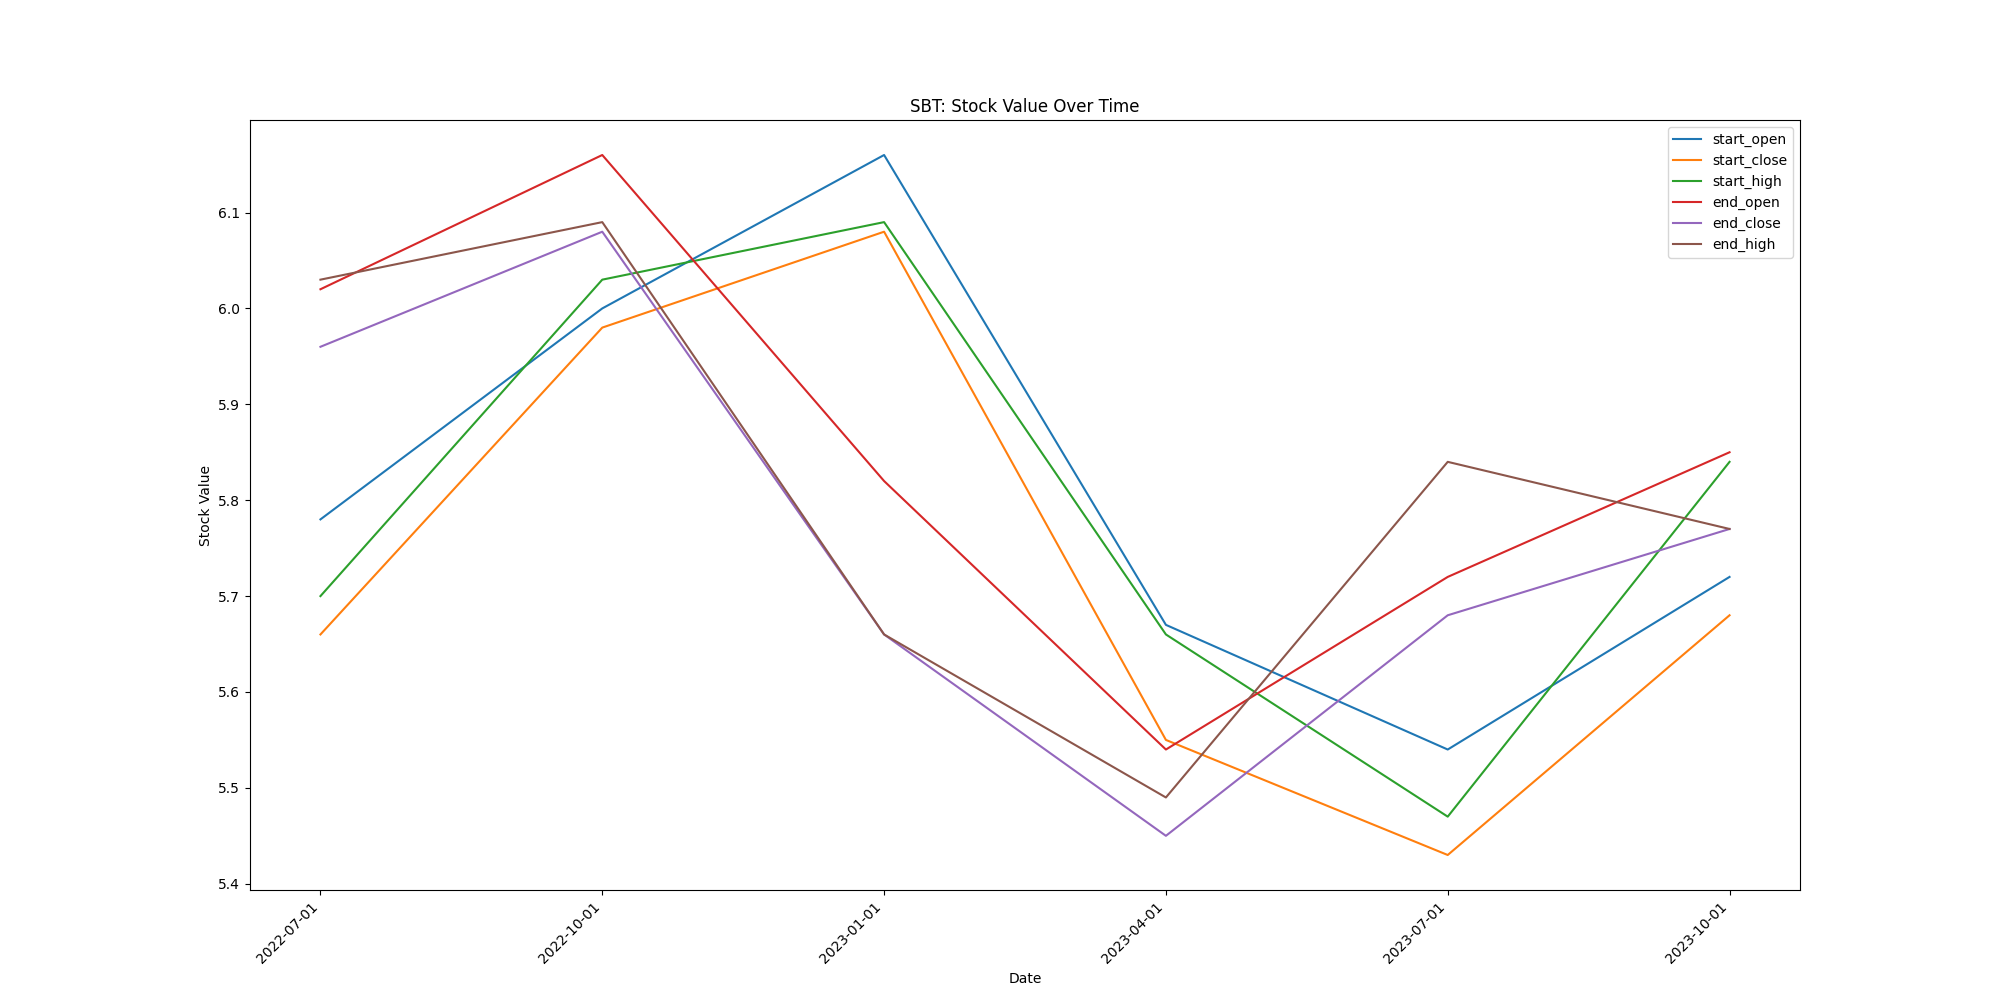 SBT: Stock Value Over Time
start_open
start_close
start_high
end_open
end_close
end_high
Stock Value
6.1
6.0
5.9
5.8
5.7
5.6
5.5
5.4
2022-07-01
2022-10-01
2023-01-01
2023-04-01
2023-07-01
2023-10-01
Date